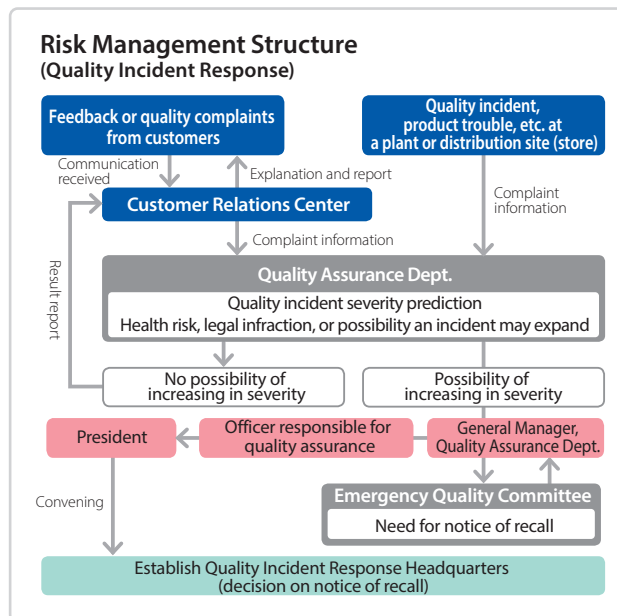 Risk Management Structure
(Quality Incident Response)
Feedback or quality complaints
from customers
Quality incident,
product trouble, etc. at
a plant or distribution site (store)
Communication
received
Explanation and report
Customer Relations Center
Complaint
information
Complaint information
Result report
Quality Assurance Dept.
Quality incident severity prediction
Health risk, legal infraction, or possibility an incident may expand
No possibility of
increasing in severity
Possibility of
increasing in severity
President
Officer responsible for
quality assurance
General Manager,
Quality Assurance Dept.
Convening
Emergency Quality Committee
Need for notice of recall
Establish Quality Incident Response Headquarters
(decision on notice of recall)